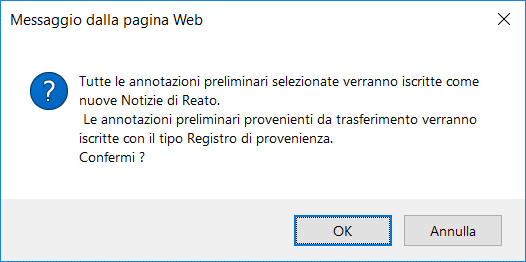 Messaggio dalla pagina Web
Tutte le annotazioni preliminari selezionate verranno iscritte come
nuove Notizie di Reato.
Le annotazioni preliminari provenienti da trasferimento verranno
iscritte con il tipo Registro di provenienza.
Confermi ?
OK
Annulla